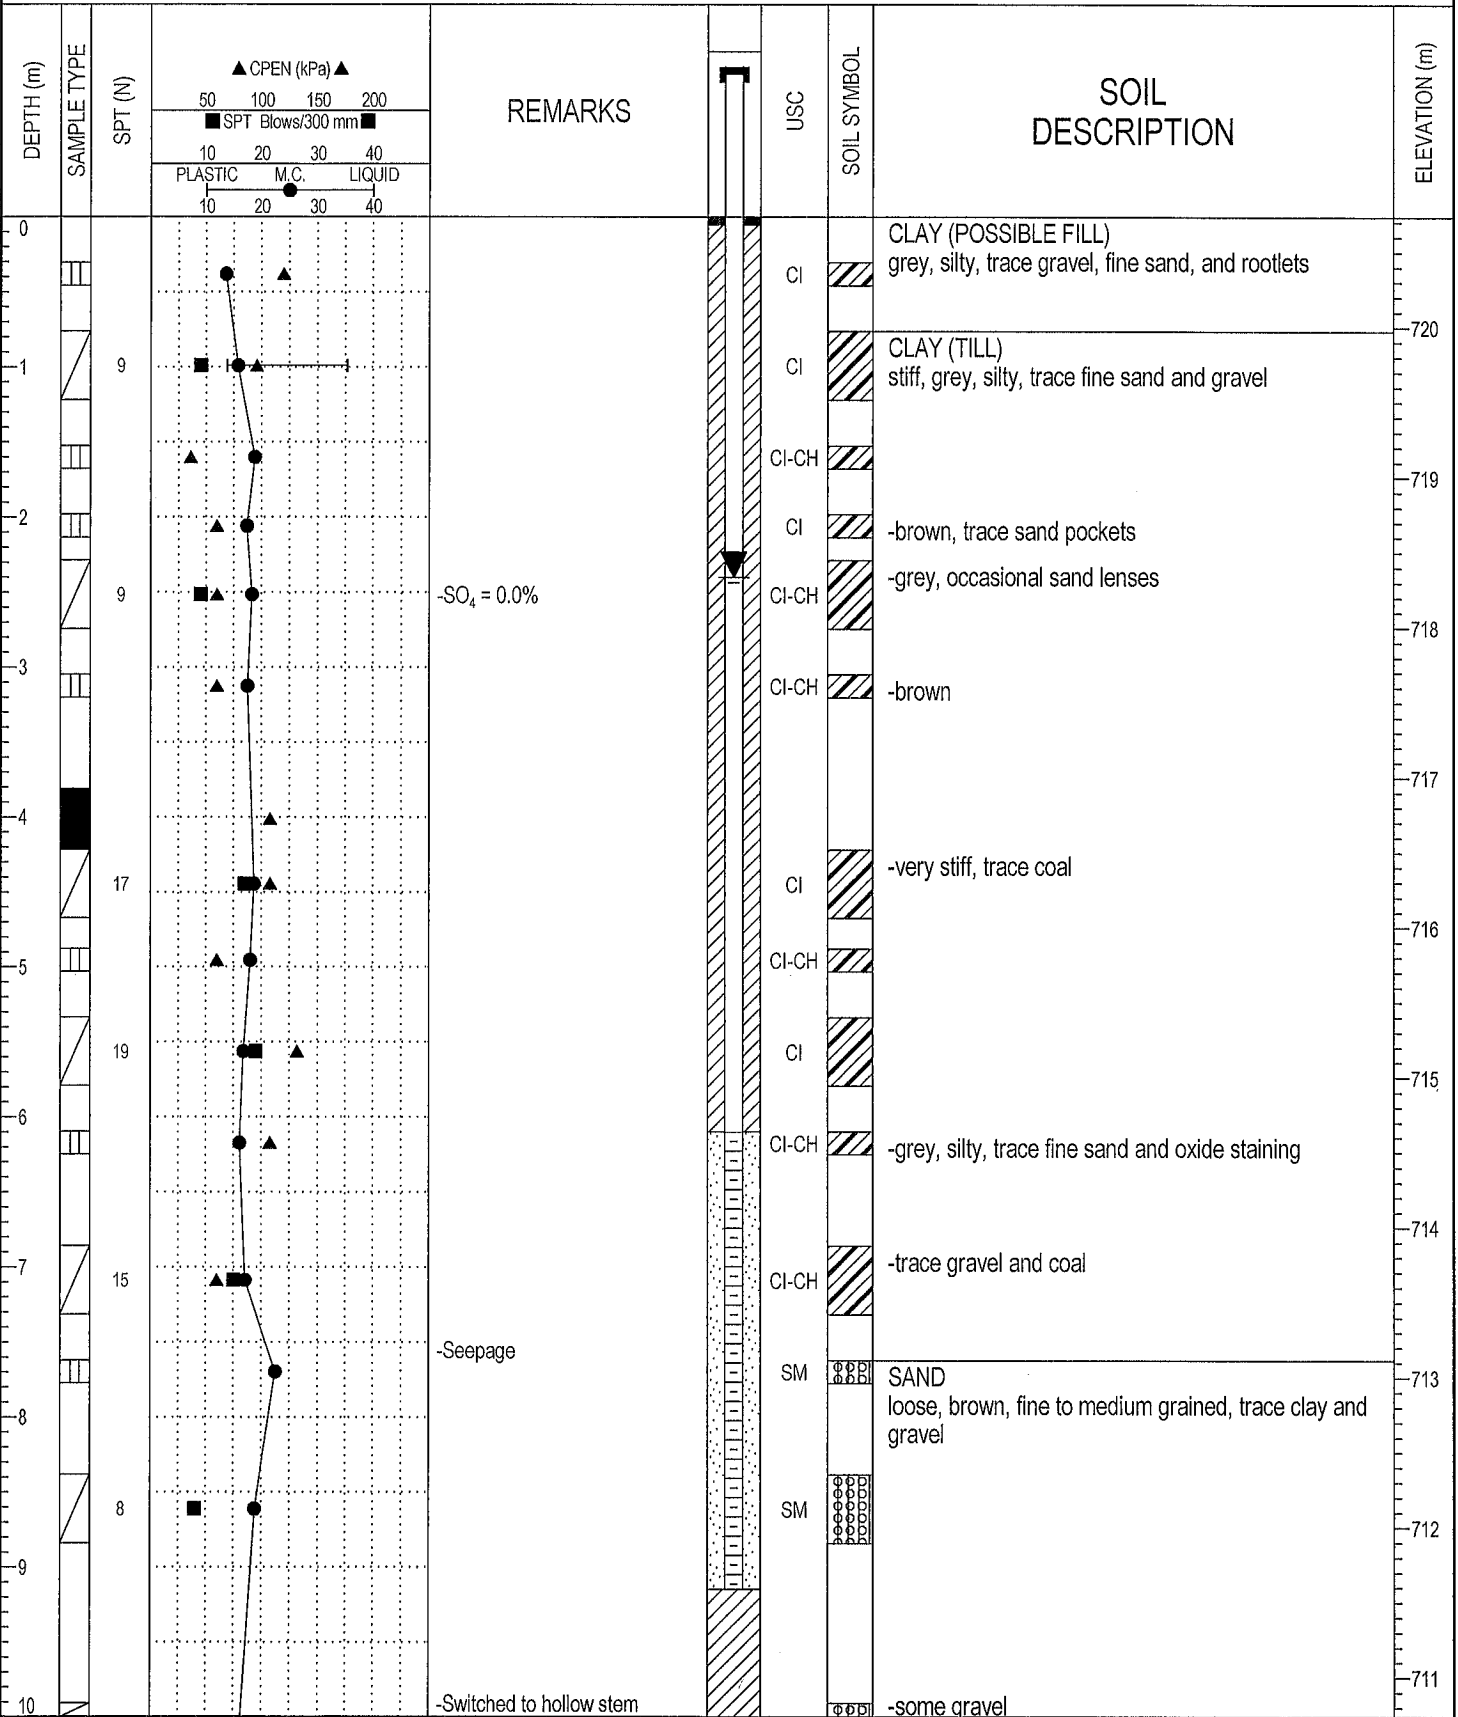 DEPTH (m)
SAMPLE TYPE
SPT (N)
▲ CPEN (kPa) ▲
50 100 150 200
■ SPT Blows/300 mm ■
10 20 30 40
PLASTIC M.C. LIQUID
10 20 30 40
REMARKS
USC
SOIL SYMBOL
SOIL
DESCRIPTION
ELEVATION (m)
0
CLAY (POSSIBLE FILL)
CI
grey, silty, trace gravel, fine sand, and rootlets
720
CLAY (TILL)
1 9 CI
stiff, grey, silty, trace fine sand and gravel
CI-CH
719
2 CI
-brown, trace sand pockets
-grey, occasional sand lenses
9 -SO₄ = 0.0% CI-CH
718
3
CI-CH -brown
717
4
-very stiff, trace coal
17 CI
716
5 CI-CH
19 CI
715
6
CI-CH -grey, silty, trace fine sand and oxide staining
714
7 -trace gravel and coal
15 CI-CH
-Seepage
SM SAND 713
loose, brown, fine to medium grained, trace clay and
gravel
8
8 SM
712
9
711
10 -Switched to hollow stem -some gravel